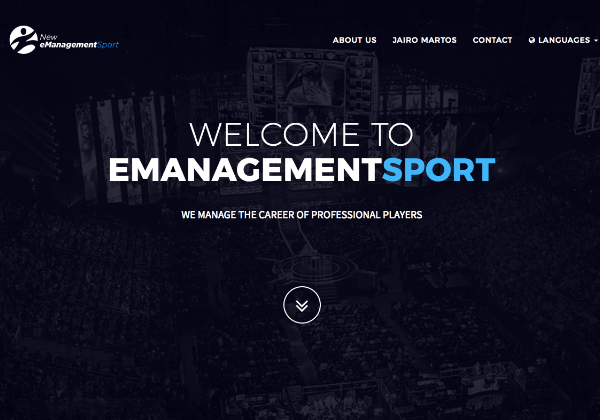 New
eManagementSport
ABOUT US
JAIRO MARTOS
CONTACT
LANGUAGES
WELCOME TO
EMANAGEMENTSPORT
WE MANAGE THE CAREER OF PROFESSIONAL PLAYERS